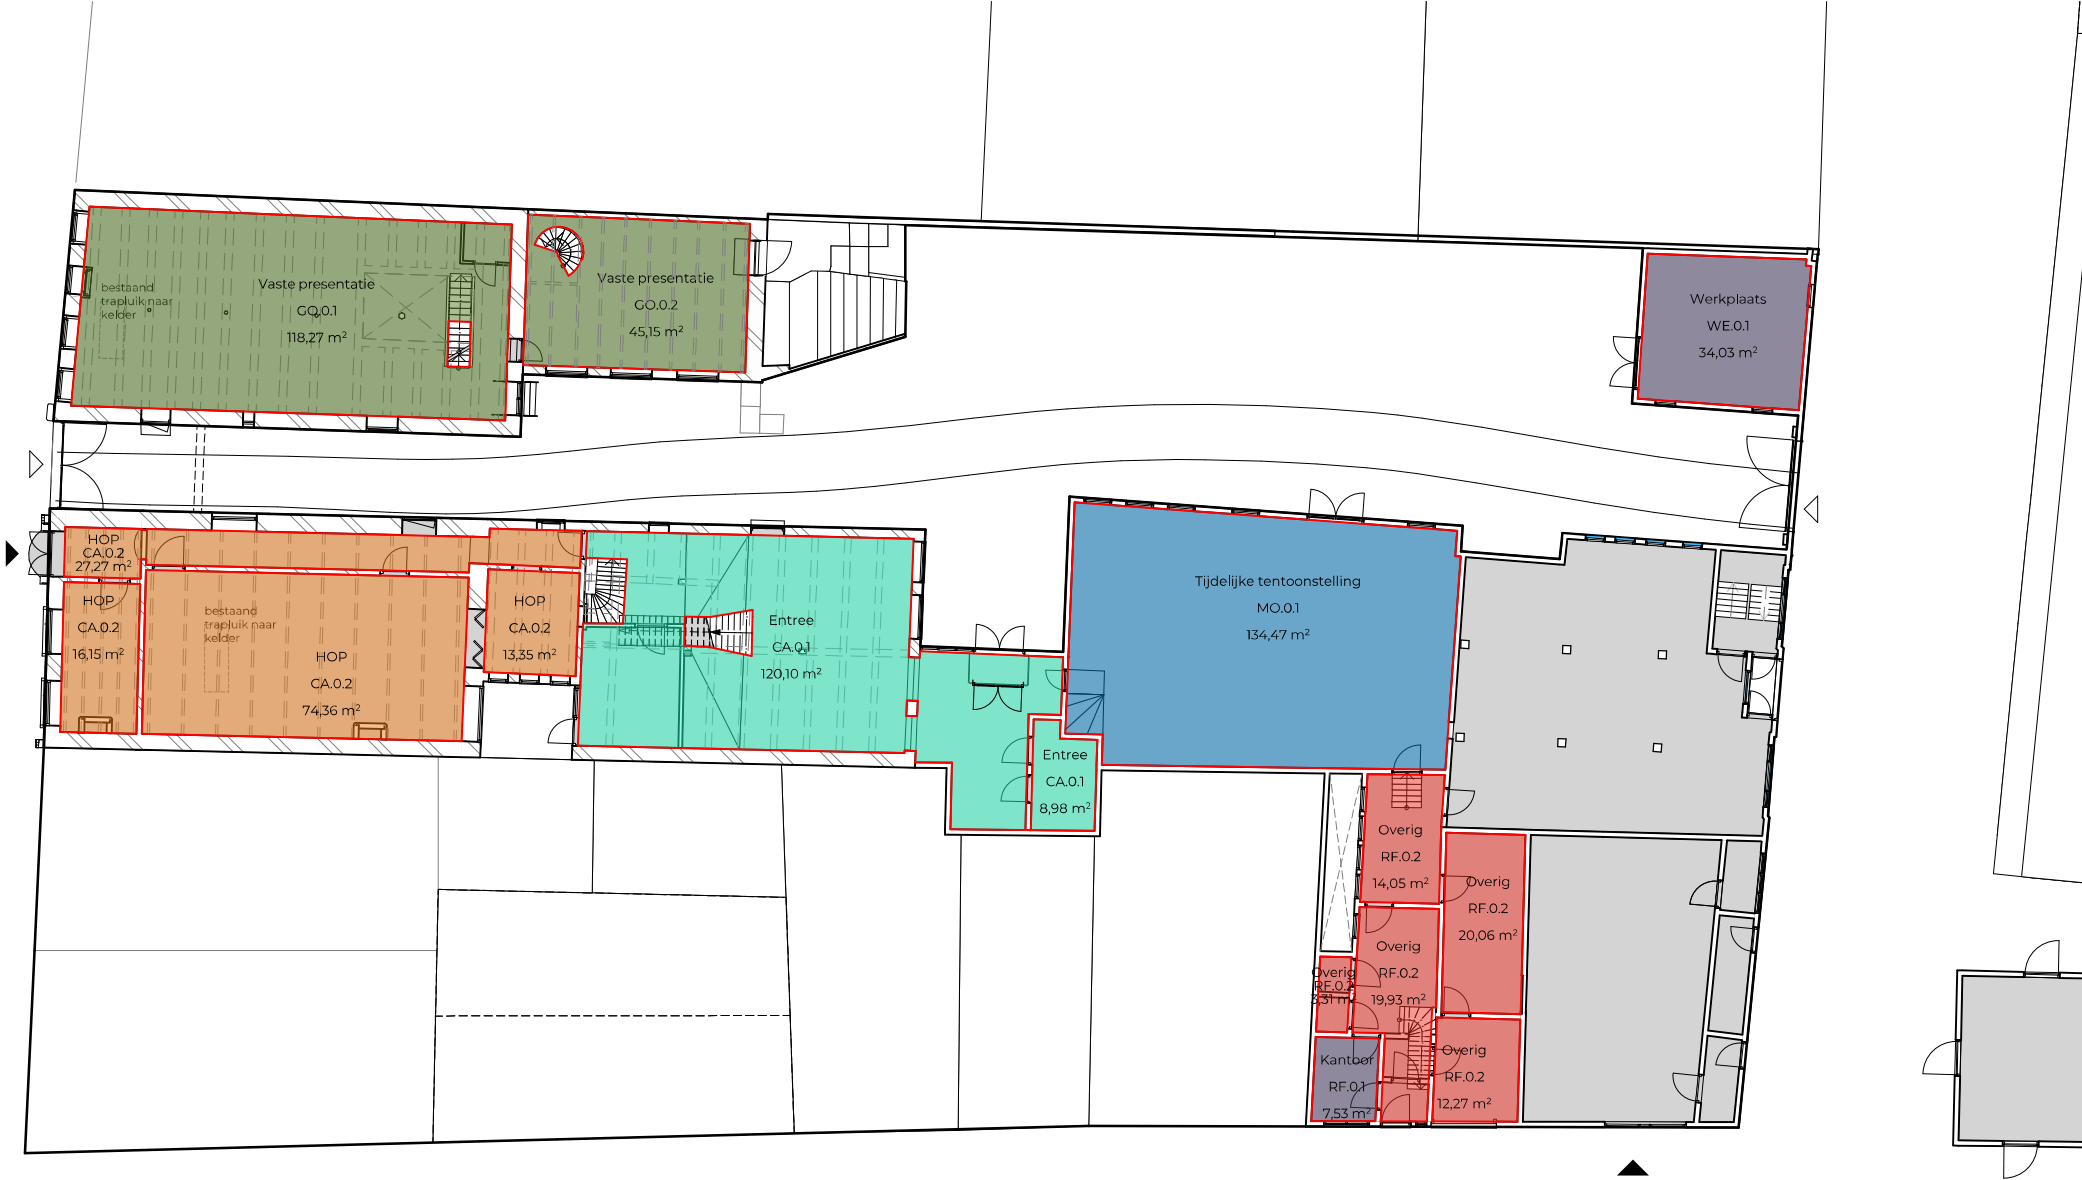 Vaste presentatie
GO.0.1
118,27 m²
bestaand
trapluik naar
kelder
Vaste presentatie
GO.0.2
45,15 m²
Werkplaats
WE.0.1
34,03 m²
HOP
CA.0.2
27,27 m²
HOP
CA.0.2
16,15 m²
bestaand
trapluik naar
kelder
HOP
CA.0.2
74,36 m²
HOP
CA.0.2
13,35 m²
Entree
CA.0.1
120,10 m²
Entree
CA.0.1
8,98 m²
Tijdelijke tentoonstelling
MO.0.1
134,47 m²
Overig
RF.0.2
14,05 m²
Overig
RF.0.2
20,06 m²
Overig
RF.0.2
19,93 m²
Overig
RF.0.2
3,31 m²
Kantoor
RF.0.1
7,53 m²
Overig
RF.0.2
12,27 m²